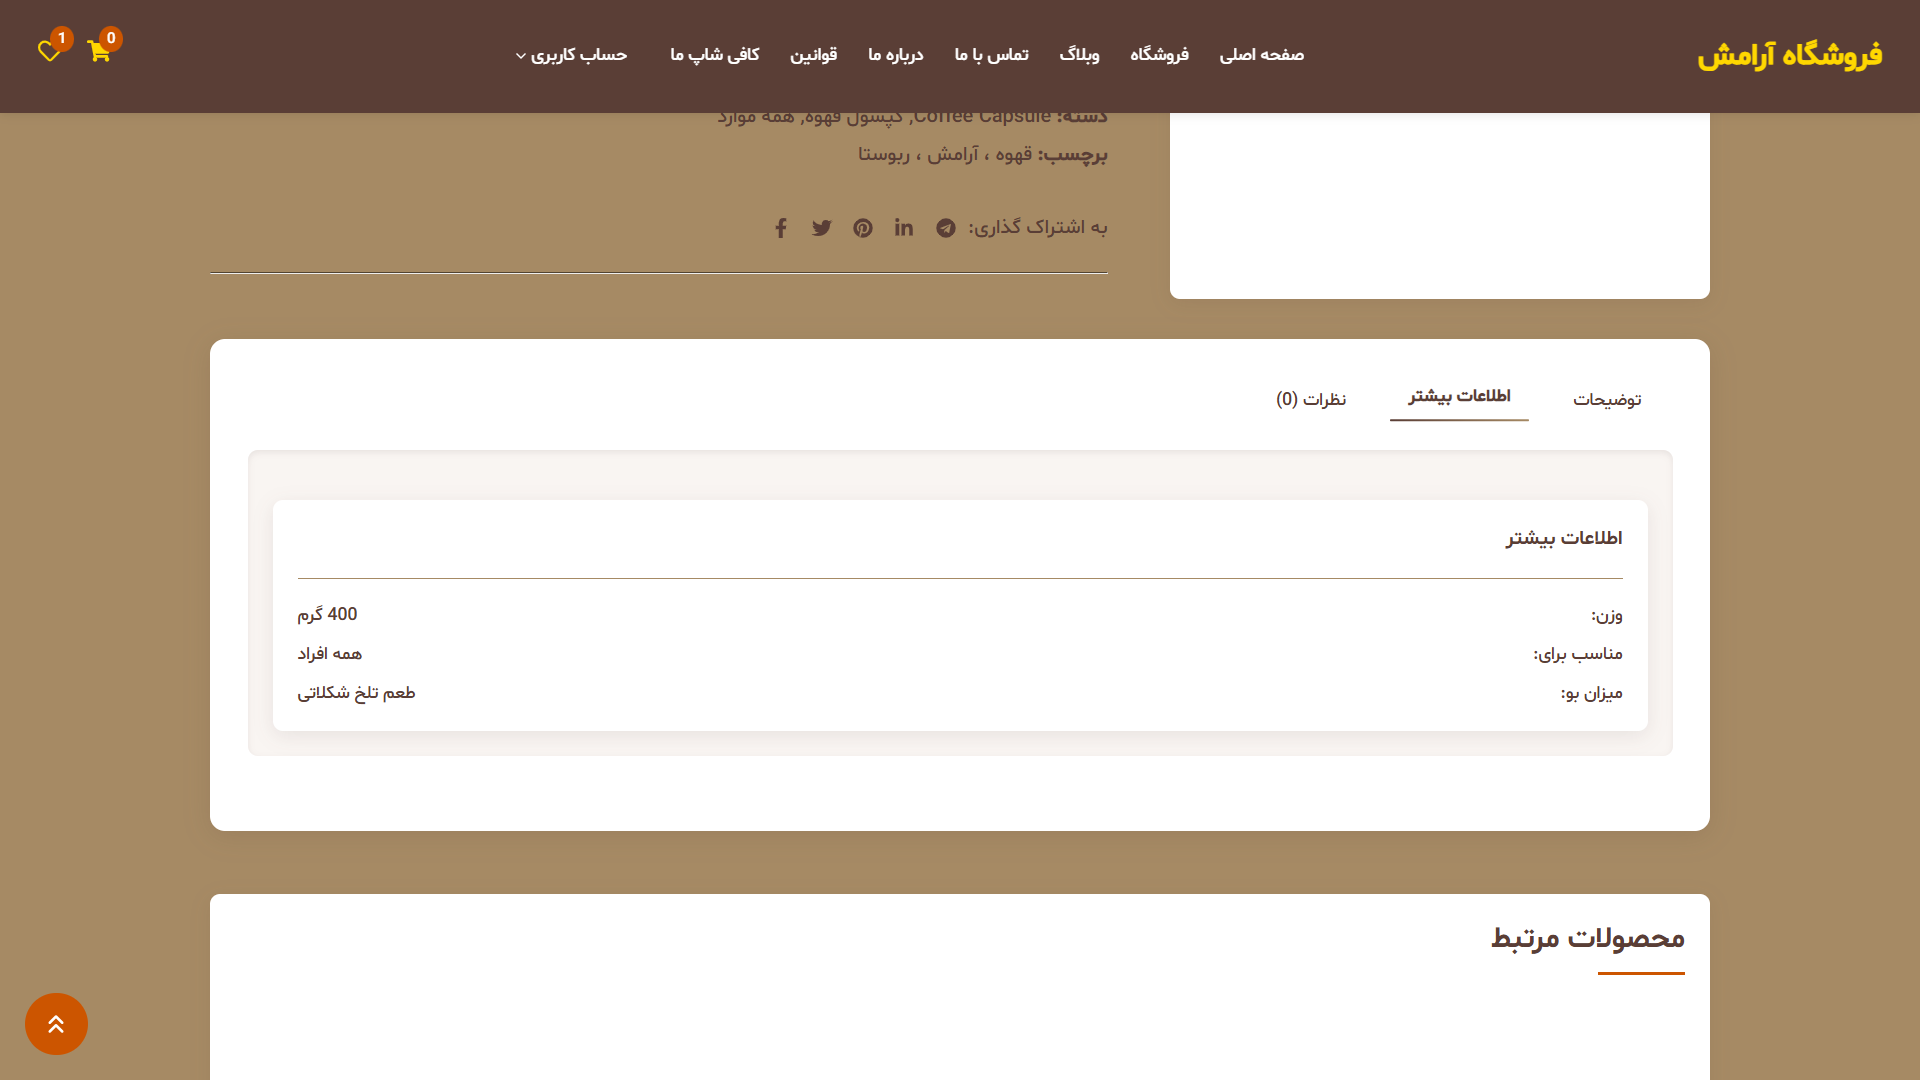 فروشگاه آرامش
صفحه اصلی
فروشگاه
وبلاگ
تماس با ما
درباره ما
قوانین
کافی شاپ ما
حساب کاربری
0
1
دسته: Coffee Capsule, کپسول قهوه, همه موارد
برچسب: قهوه ، آرامش ، ربوستا
به اشتراک گذاری:
توضیحات
اطلاعات بیشتر
نظرات (0)
اطلاعات بیشتر
وزن: 400 گرم
مناسب برای: همه افراد
میزان بو: طعم تلخ شکلاتی
محصولات مرتبط